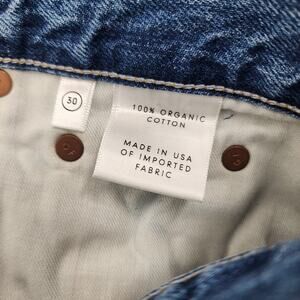 30
100% ORGANIC
COTTON
MADE IN USA
OF IMPORTED
FABRIC